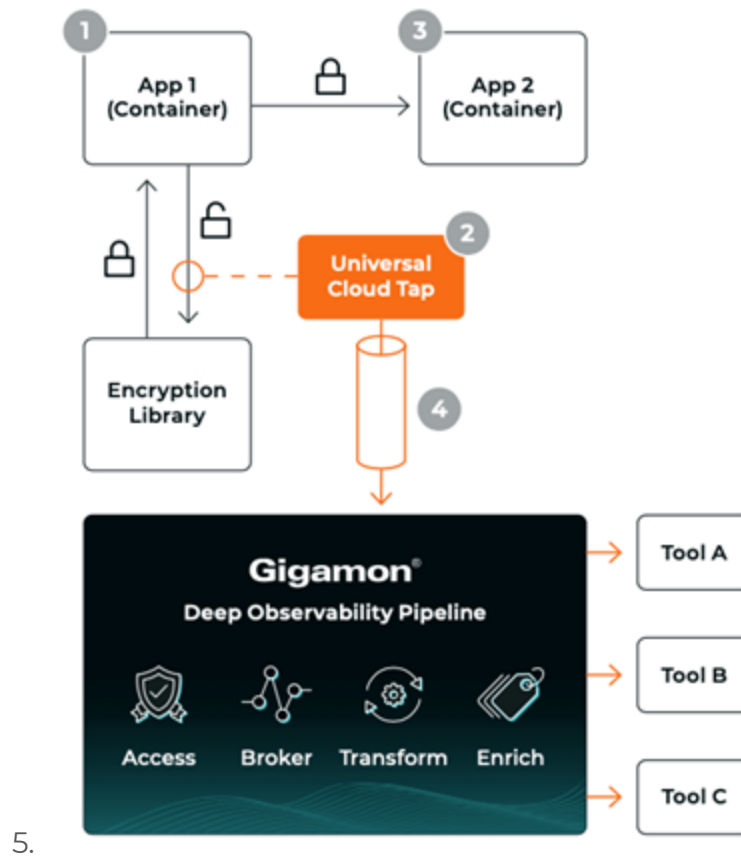 1
3
App 1
(Container)
App 2
(Container)
2
Universal
Cloud Tap
Encryption
Library
4
Gigamon®
Deep Observability Pipeline
Access
Broker
Transform
Enrich
Tool A
Tool B
Tool C
5.